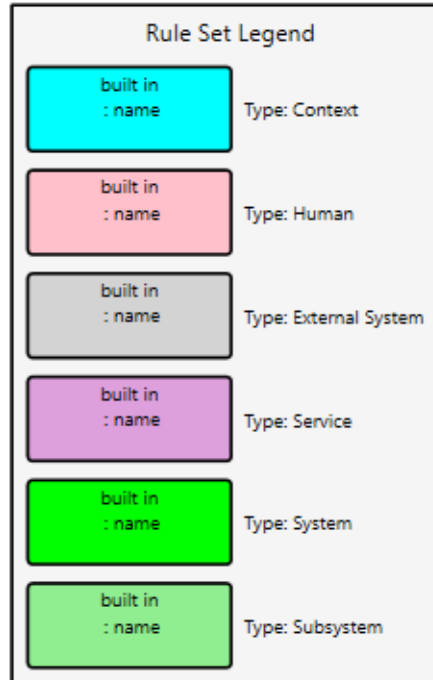 Rule Set Legend
built in
: name
Type: Context
built in
: name
Type: Human
built in
: name
Type: External System
built in
: name
Type: Service
built in
: name
Type: System
built in
: name
Type: Subsystem